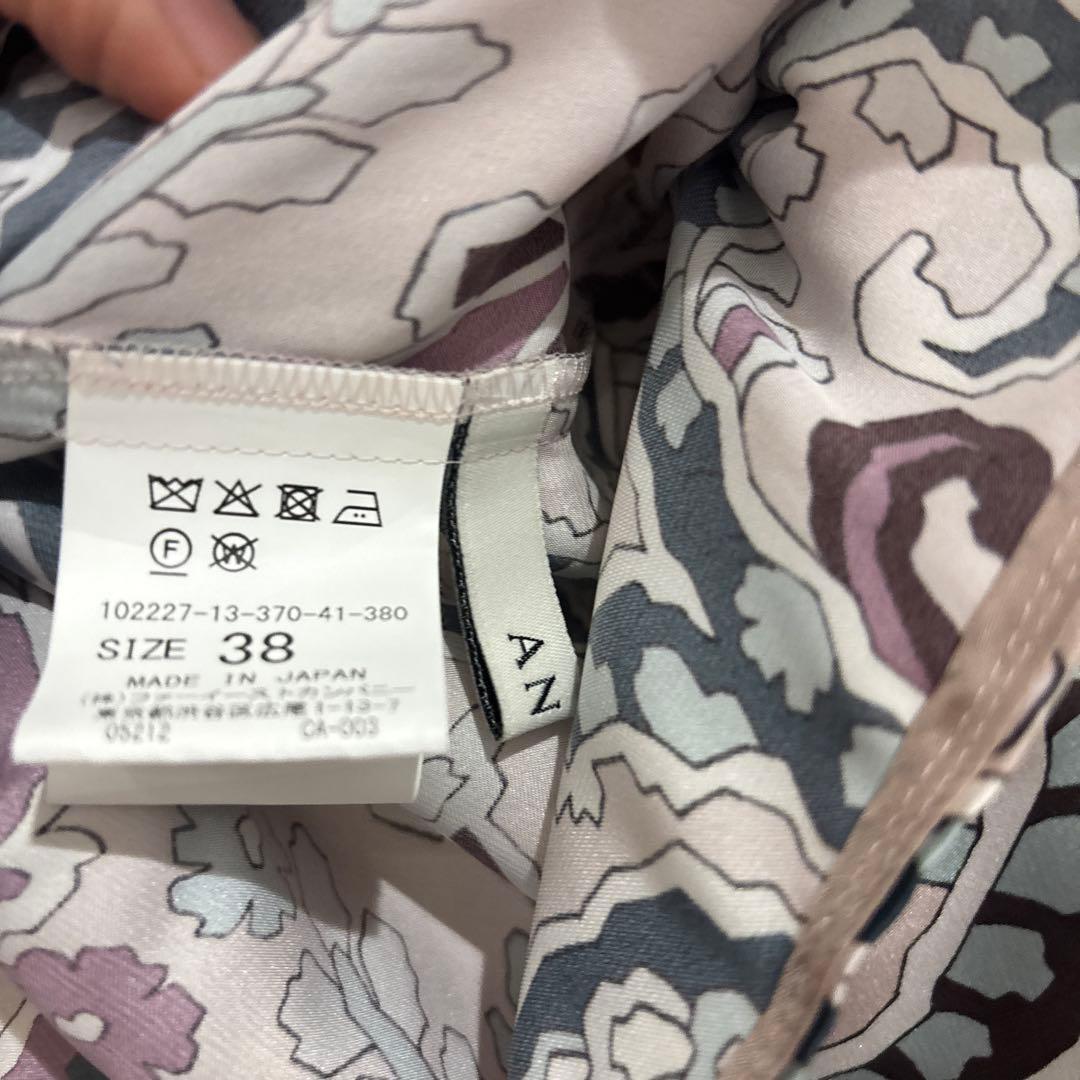 F
W
102227-13-370-41-380
SIZE 38
MADE IN JAPAN
(株)ファーイーストカンパニー
東京都渋谷区広尾1-13-7
05212 CA-003
AN